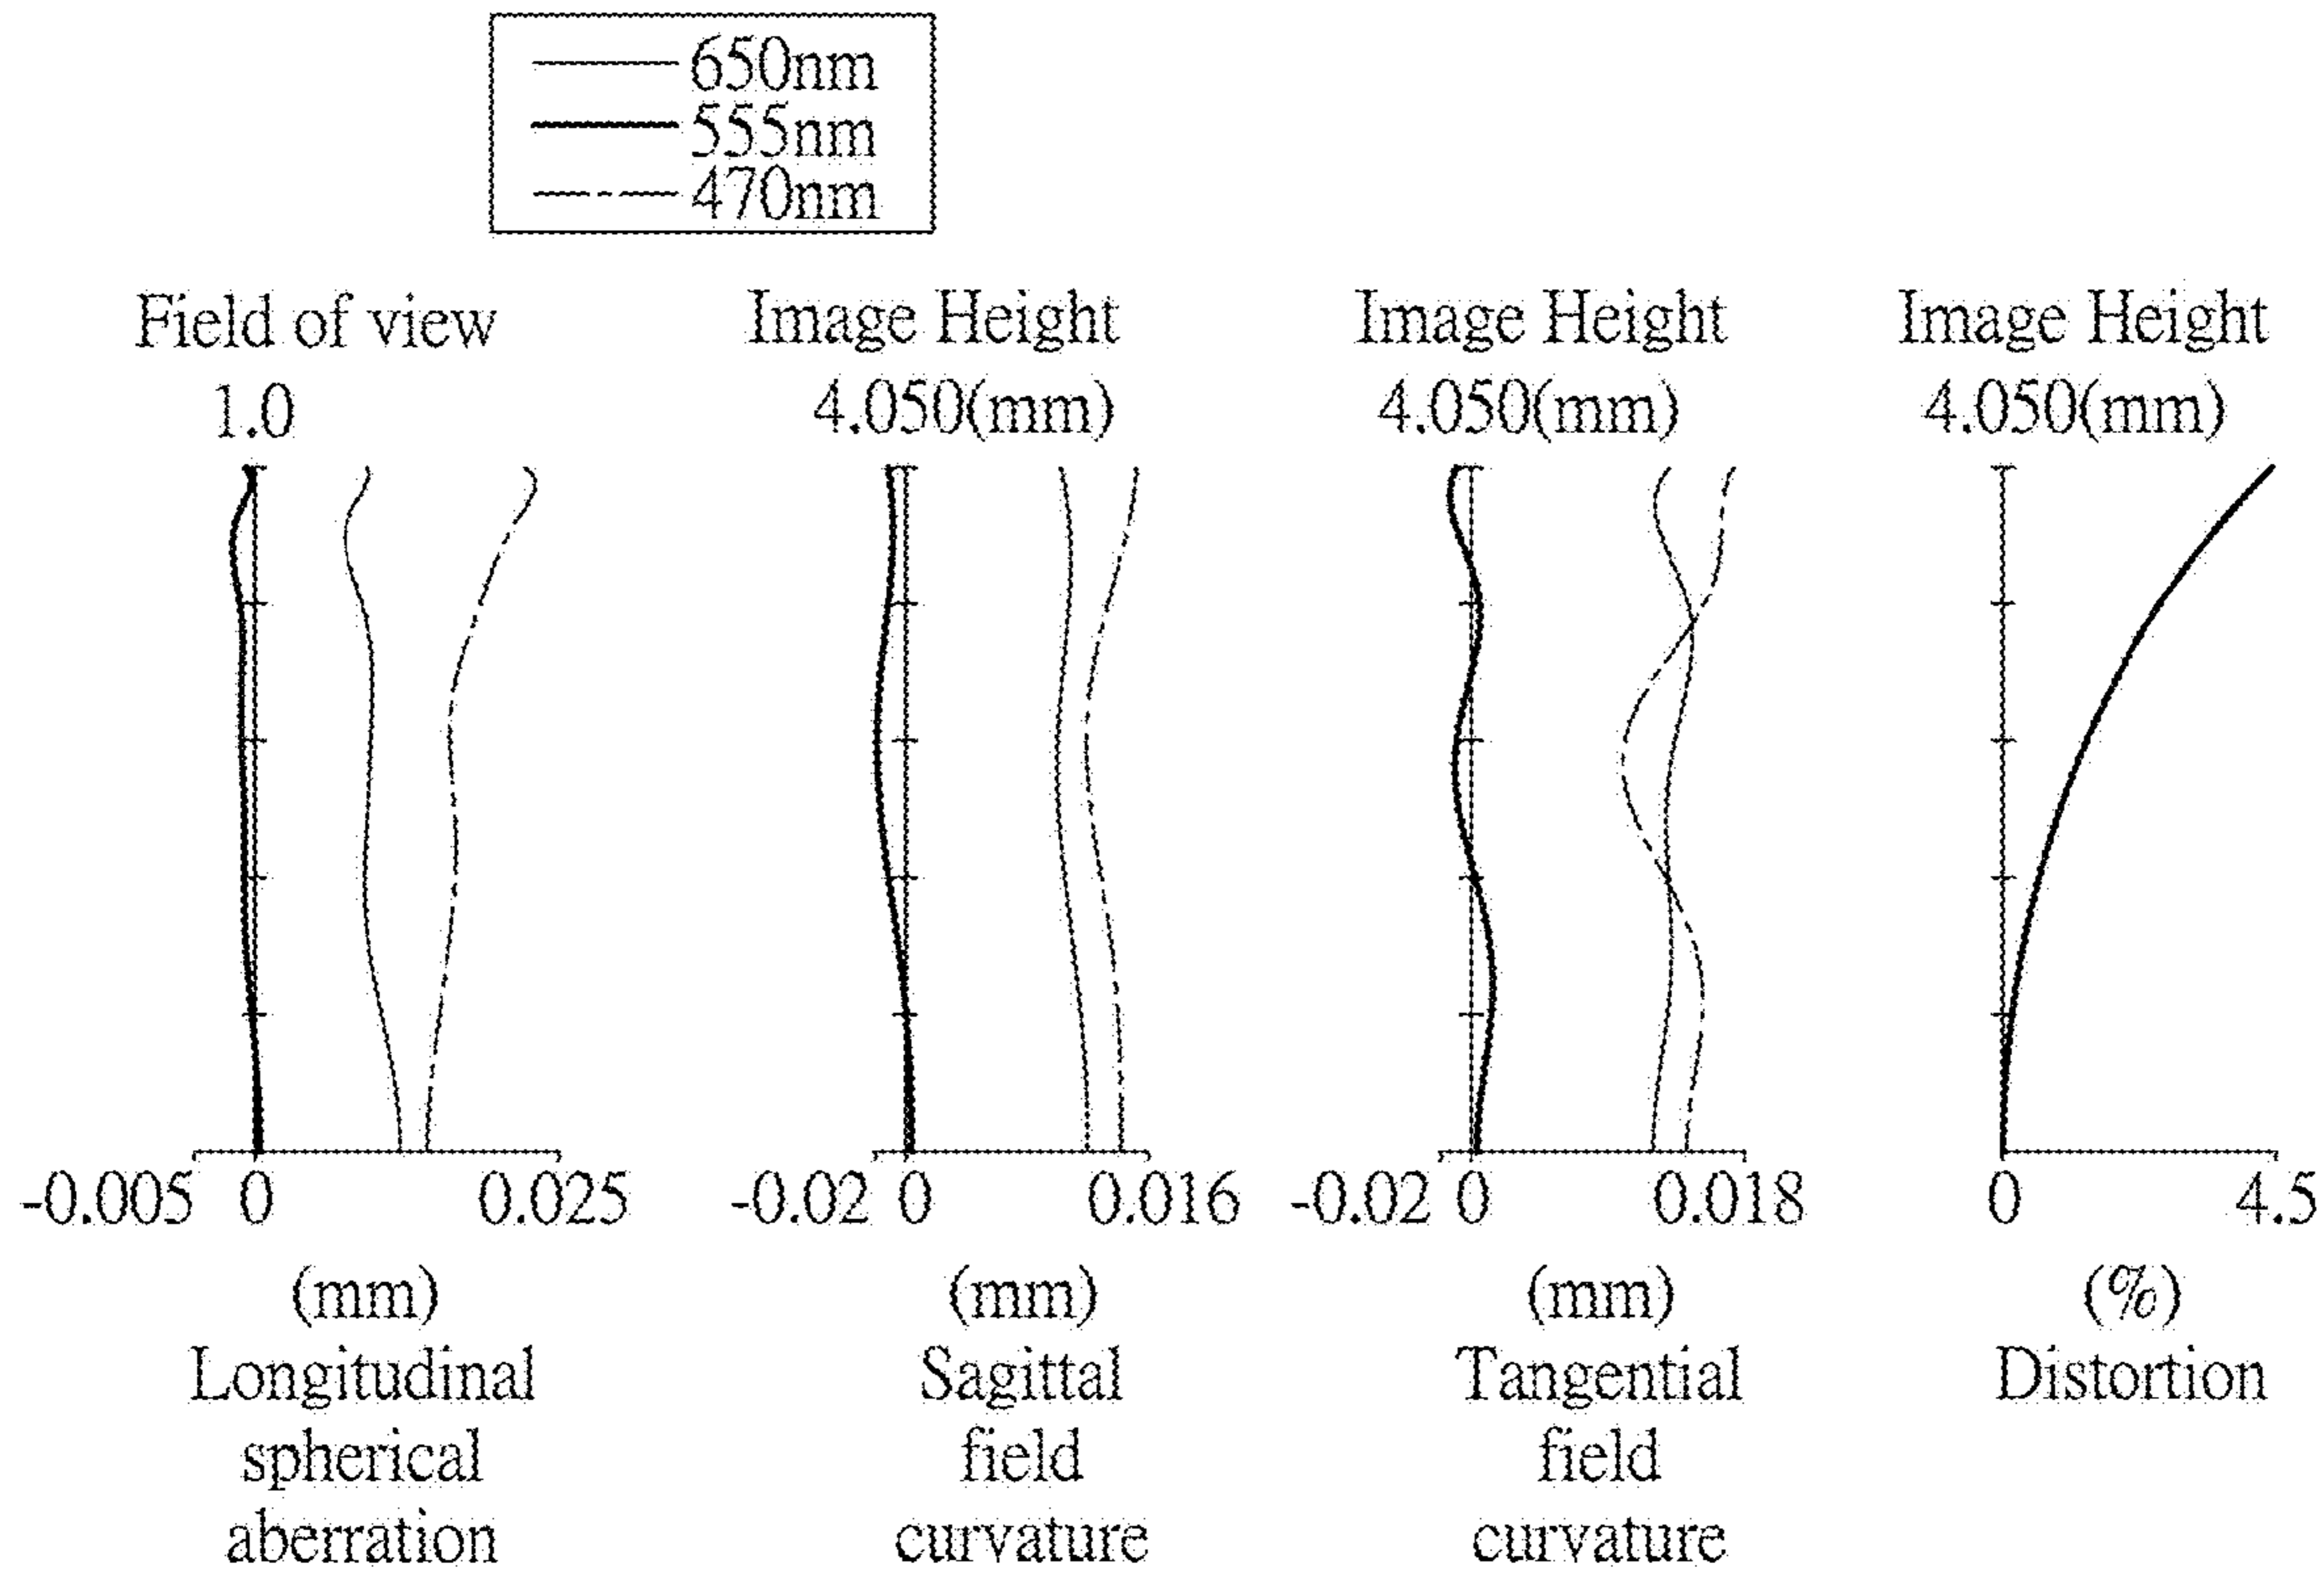 650nm
555nm
470nm
Field of view
1.0
Image Height
4.050(mm)
Image Height
4.050(mm)
Image Height
4.050(mm)
-0.005 0 0.025
(mm)
Longitudinal
spherical
aberration
-0.02 0 0.016
(mm)
Sagittal
field
curvature
-0.02 0 0.018
(mm)
Tangential
field
curvature
0 4.5
(%)
Distortion